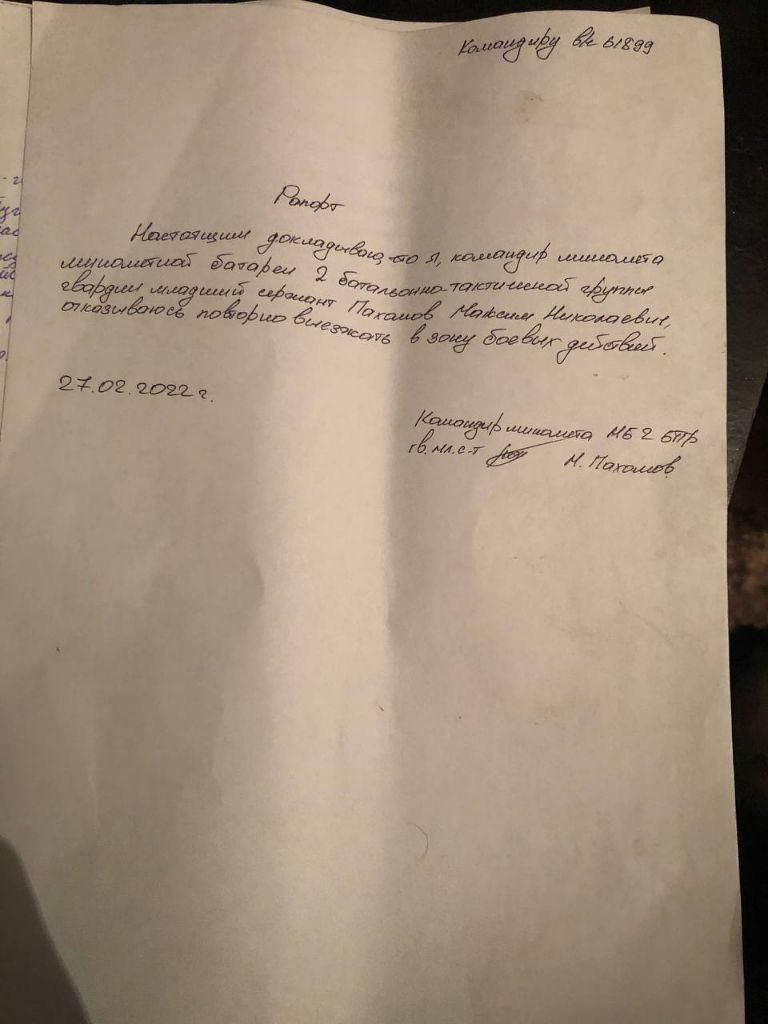 Командиру в/ч 61899
Рапорт
Настоящим докладываю, что я, командир миномета
минометной батареи 2 батальонно-тактической группы
гвардии младший сержант Пахомов Максим Николаевич,
отказываюсь повторно выезжать в зону боевых действий.
27.02.2022 г.
Командир миномета МБ 2 БТГр
гв. мл. с-т
М. Пахомов